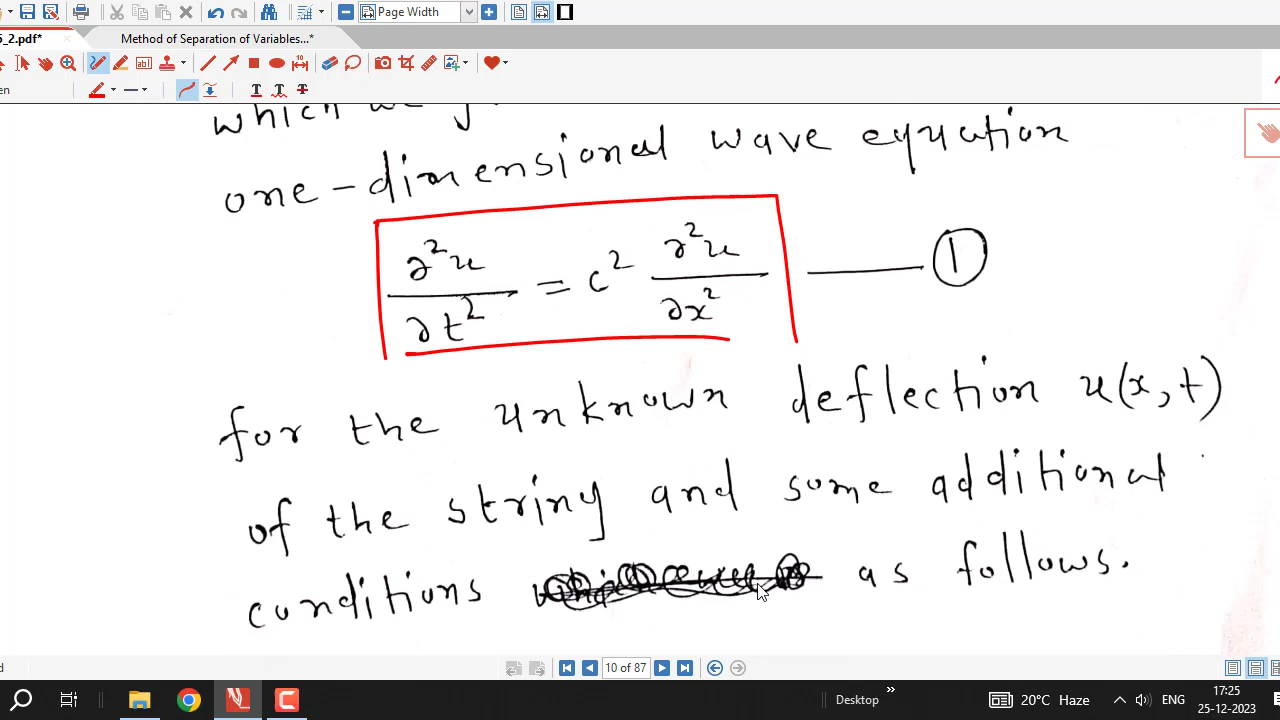 Page Width
5_2.pdf*
Method of Separation of Variables...*
en
which we
one-dimensional wave equation
∂²u/∂t² = c² ∂²u/∂x² ——— ①
for the unknown deflection u(x,t)
of the string and some additional
conditions as follows.
10 of 87
Desktop
»
20°C Haze
ENG
17:25
25-12-2023